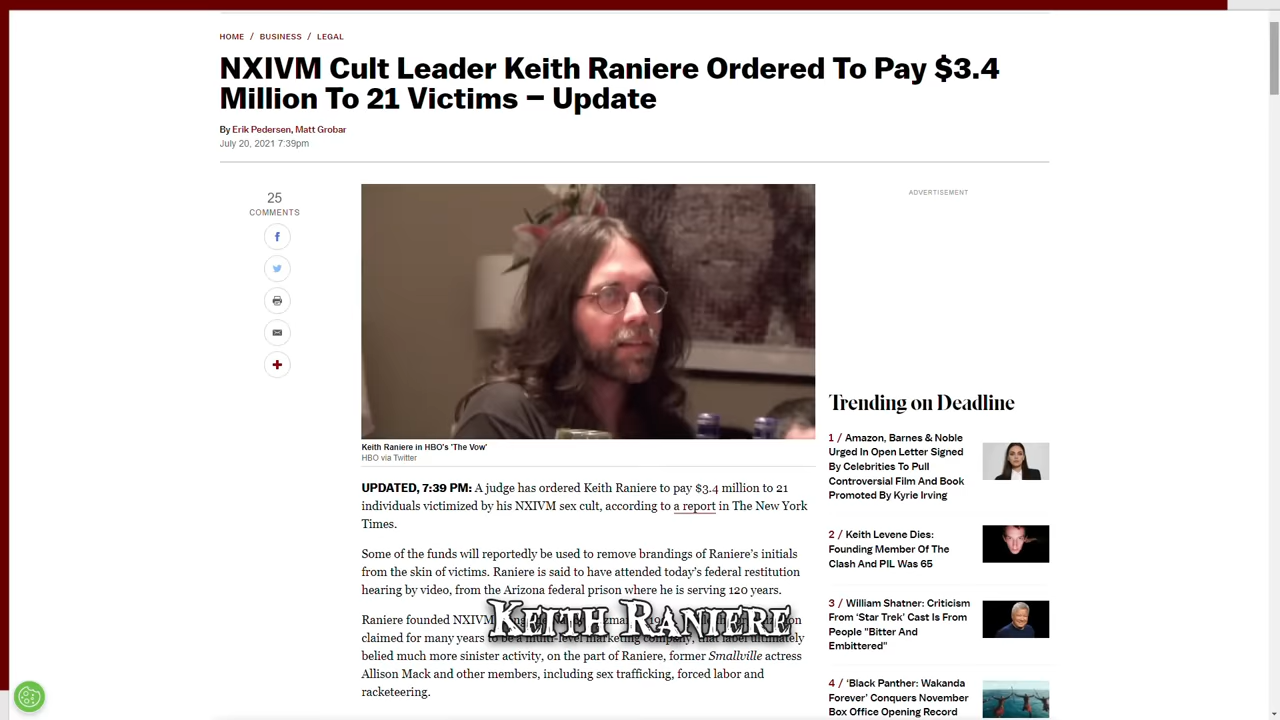 HOME / BUSINESS / LEGAL
NXIVM Cult Leader Keith Raniere Ordered To Pay $3.4
Million To 21 Victims – Update
By Erik Pedersen, Matt Grobar
July 20, 2021 7:39pm
25
COMMENTS
ADVERTISEMENT
Keith Raniere in HBO's 'The Vow'
HBO via Twitter
UPDATED, 7:39 PM: A judge has ordered Keith Raniere to pay $3.4 million to 21
individuals victimized by his NXIVM sex cult, according to a report in The New York
Times.
Some of the funds will reportedly be used to remove brandings of Raniere's initials
from the skin of victims. Raniere is said to have attended today's federal restitution
hearing by video, from the Arizona federal prison where he is serving 120 years.
Keith Raniere
Raniere founded NXIVM
claimed for many years to be a multi-level marketing company, that label ultimately
belied much more sinister activity, on the part of Raniere, former Smallville actress
Allison Mack and other members, including sex trafficking, forced labor and
racketeering.
Trending on Deadline
1 / Amazon, Barnes & Noble
Urged In Open Letter Signed
By Celebrities To Pull
Controversial Film And Book
Promoted By Kyrie Irving
2 / Keith Levene Dies:
Founding Member Of The
Clash And PIL Was 65
3 / William Shatner: Criticism
From 'Star Trek' Cast Is From
People "Bitter And
Embittered"
4 / 'Black Panther: Wakanda
Forever' Conquers November
Box Office Opening Record